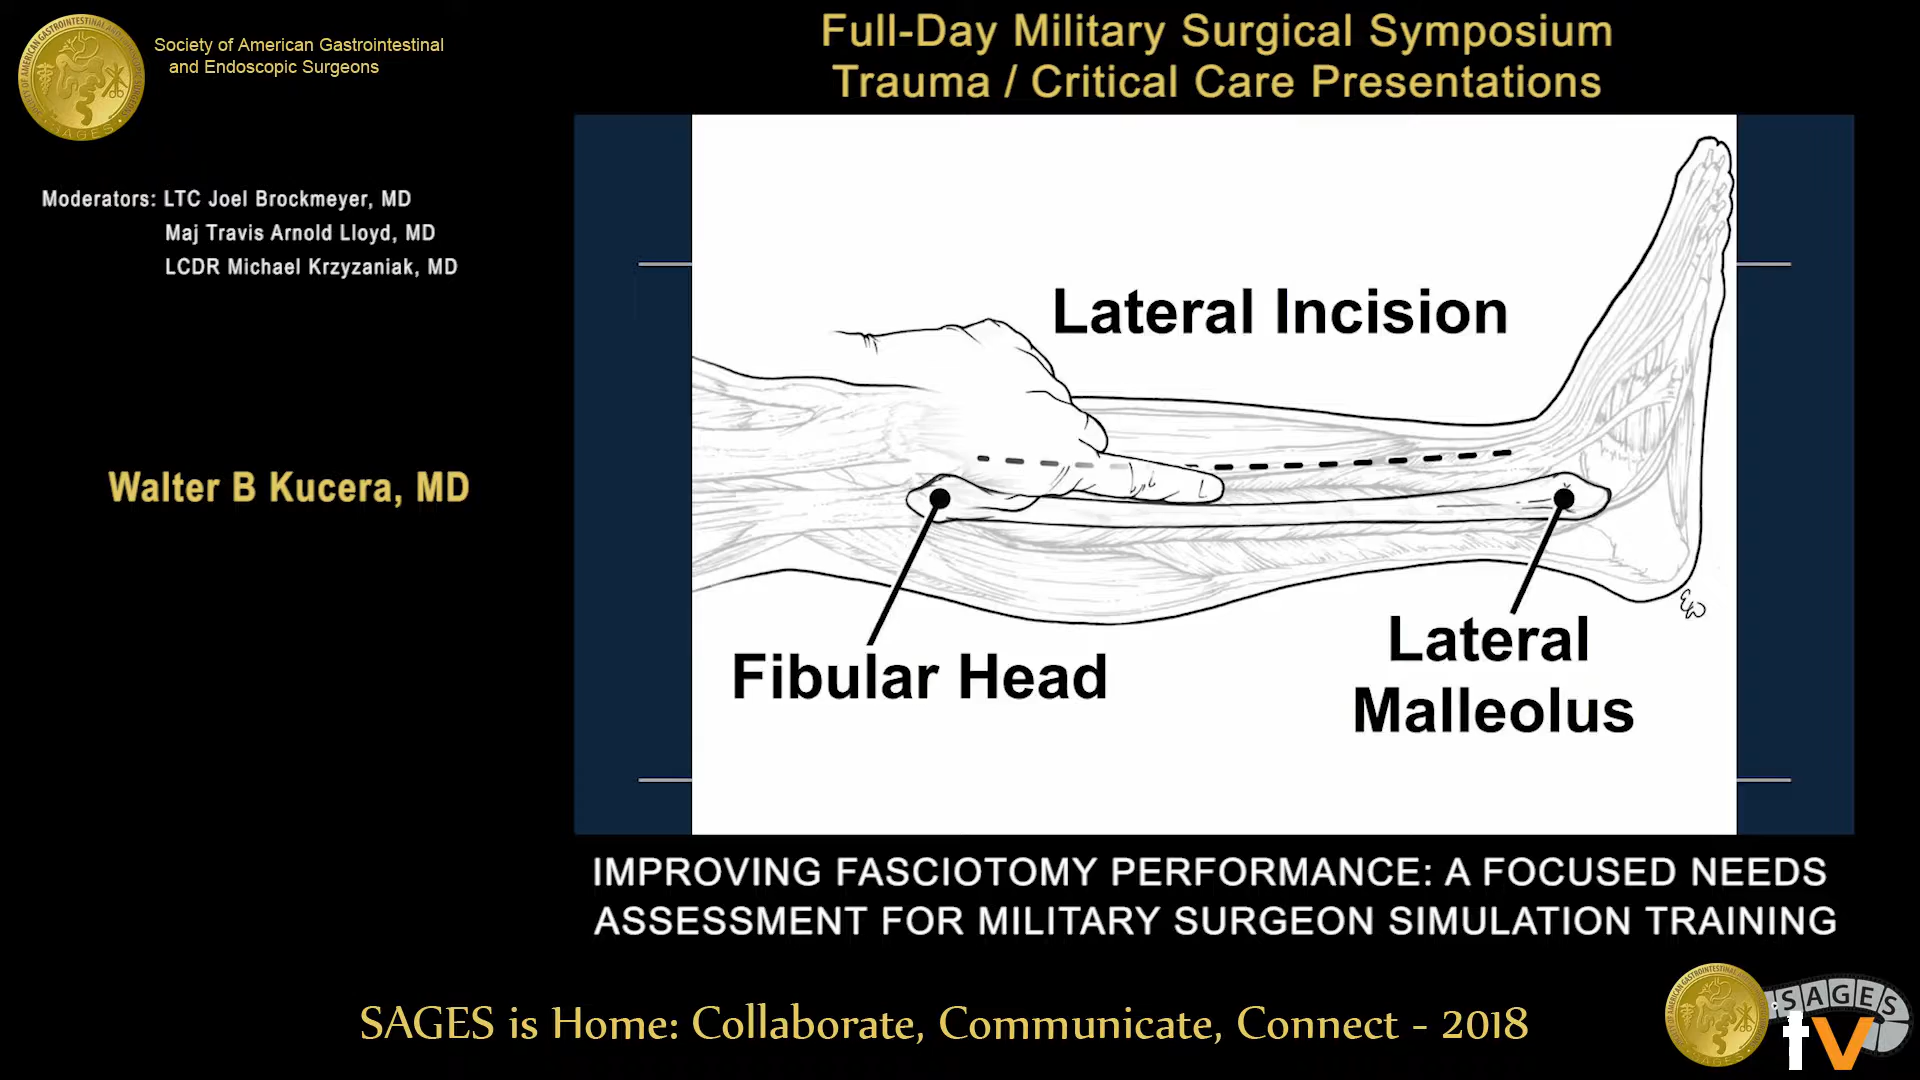 Society of American Gastrointestinal
and Endoscopic Surgeons
Full-Day Military Surgical Symposium
Trauma / Critical Care Presentations
Moderators: LTC Joel Brockmeyer, MD
Maj Travis Arnold Lloyd, MD
LCDR Michael Krzyzaniak, MD
Walter B Kucera, MD
Lateral Incision
Fibular Head
Lateral
Malleolus
IMPROVING FASCIOTOMY PERFORMANCE: A FOCUSED NEEDS
ASSESSMENT FOR MILITARY SURGEON SIMULATION TRAINING
SAGES is Home: Collaborate, Communicate, Connect - 2018
SAGES
tv